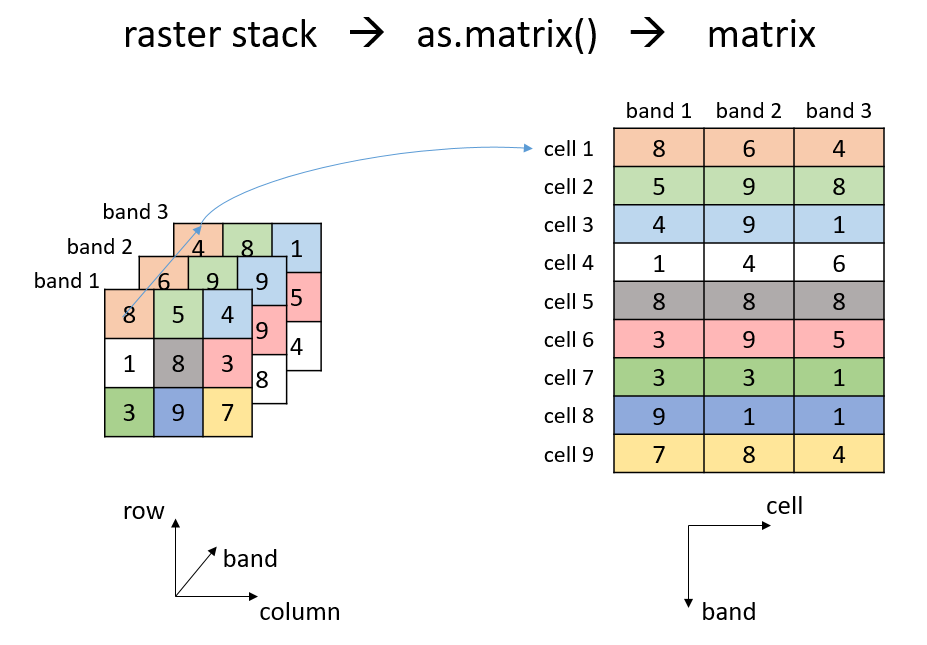 raster stack → as.matrix() → matrix
band 1 band 2 band 3
cell 1 8 6 4
cell 2 5 9 8
cell 3 4 9 1
cell 4 1 4 6
cell 5 8 8 8
cell 6 3 9 5
cell 7 3 3 1
cell 8 9 1 1
cell 9 7 8 4
band 3
4 8 1
band 2
6 9 9
band 1
5
8 5 4
9
4
1 8 3
8
3 9 7
row
band
column
cell
band